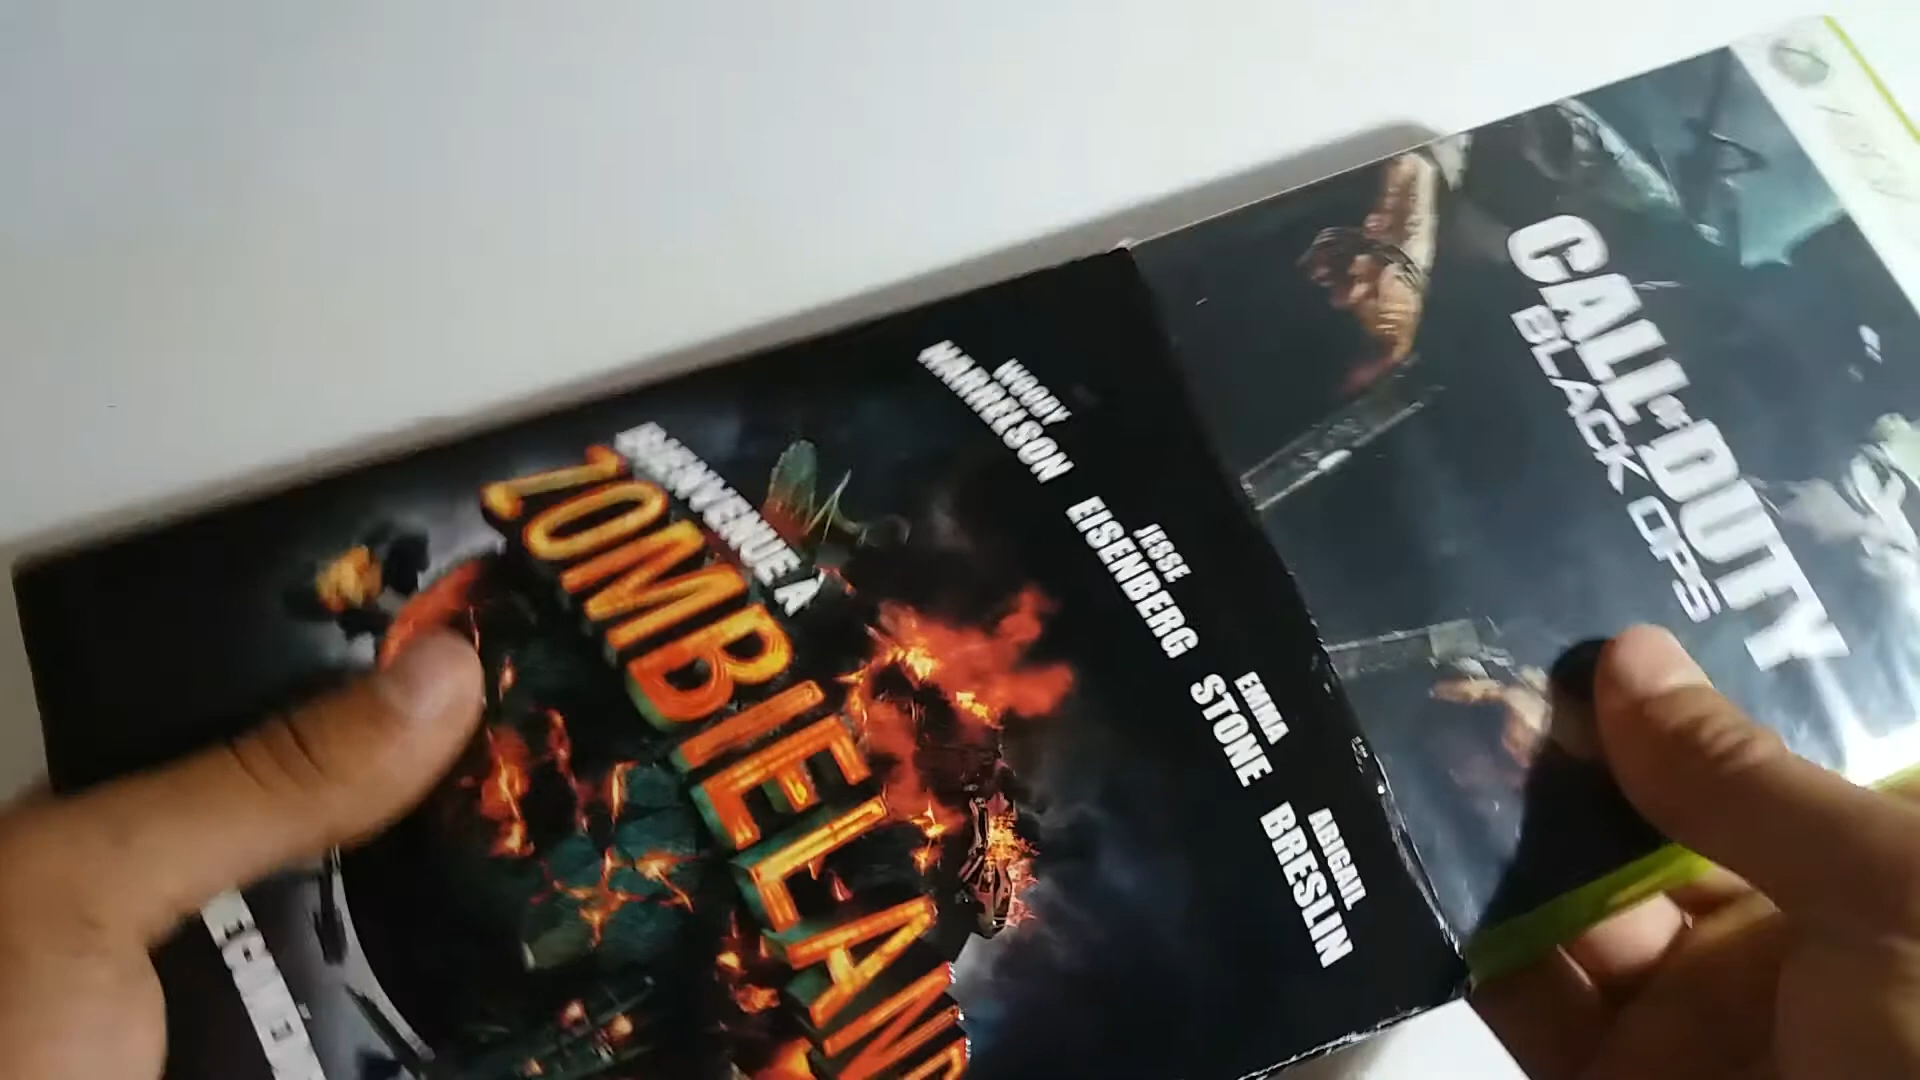 WOODY
HARRELSON
JESSE
EISENBERG
EMMA
STONE
ABIGAIL
BRESLIN
BIENVENUE À
ZOMBIELAND
CALL OF DUTY
BLACK OPS